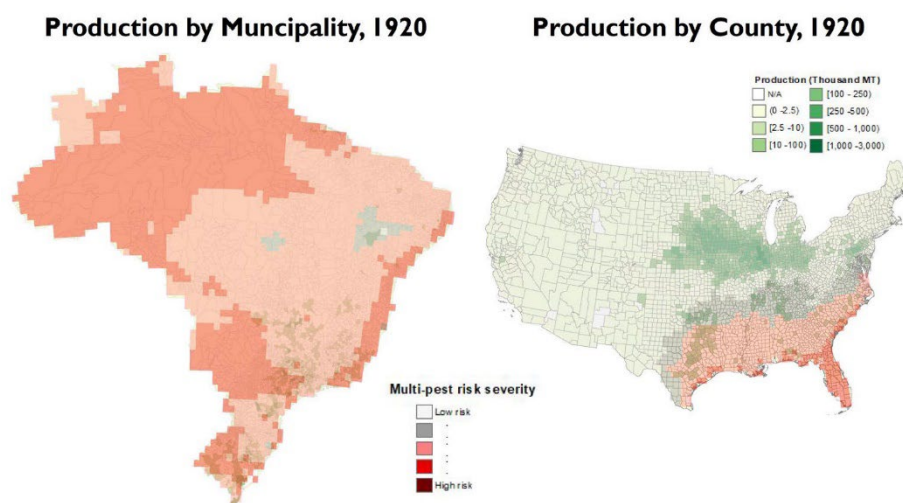 Production by Muncipality, 1920
Production by County, 1920
Production (Thousand MT)
N/A
(0 -2.5)
[2.5 -10)
[10 -100)
[100 - 250)
[250 -500)
[500 - 1,000)
[1,000 -3,000)
Multi-pest risk severity
Low risk
High risk